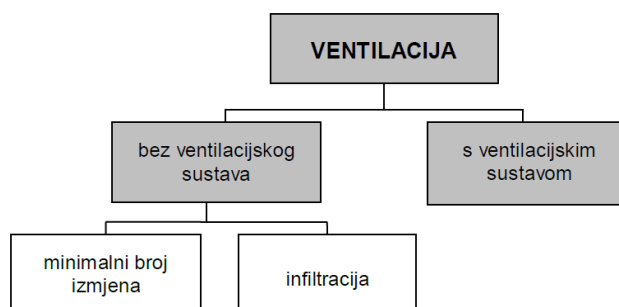 VENTILACIJA
bez ventilacijskog
sustava
s ventilacijskim
sustavom
minimalni broj
izmjena
infiltracija